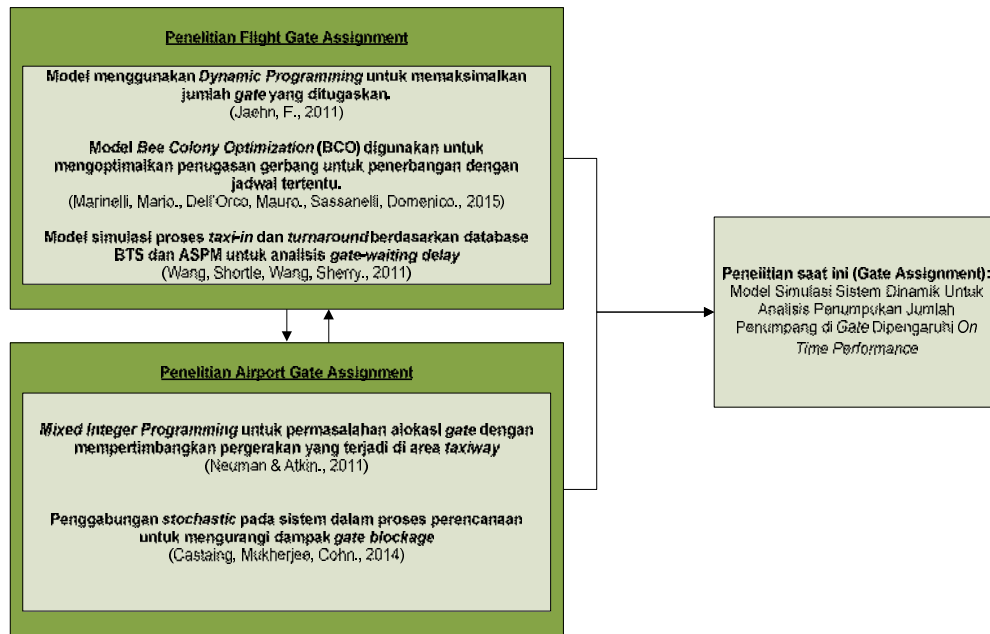 Penelitian Flight Gate Assignment
Model menggunakan Dynamic Programming untuk memaksimalkan
jumlah gate yang ditugaskan.
(Jaehn, F., 2011)
Model Bee Colony Optimization (BCO) digunakan untuk
mengoptimalkan penugasan gerbang untuk penerbangan dengan
jadwal tertentu.
(Marinelli, Mario., Dell'Orco, Mauro., Sassanelli, Domenico., 2015)
Model simulasi proses taxi-in dan turnaround berdasarkan database
BTS dan ASPM untuk analisis gate-waiting delay
(Wang, Shortle, Wang, Sherry., 2011)
Penelitian Airport Gate Assignment
Mixed Integer Programming untuk permasalahan alokasi gate dengan
mempertimbangkan pergerakan yang terjadi di area taxiway
(Neuman & Atkin., 2011)
Penggabungan stochastic pada sistem dalam proses perencanaan
untuk mengurangi dampak gate blockage
(Castaing, Mukherjee, Cohn., 2014)
Penelitian saat ini (Gate Assignment):
Model Simulasi Sistem Dinamik Untuk
Analisis Penumpukan Jumlah
Penumpang di Gate Dipengaruhi On
Time Performance